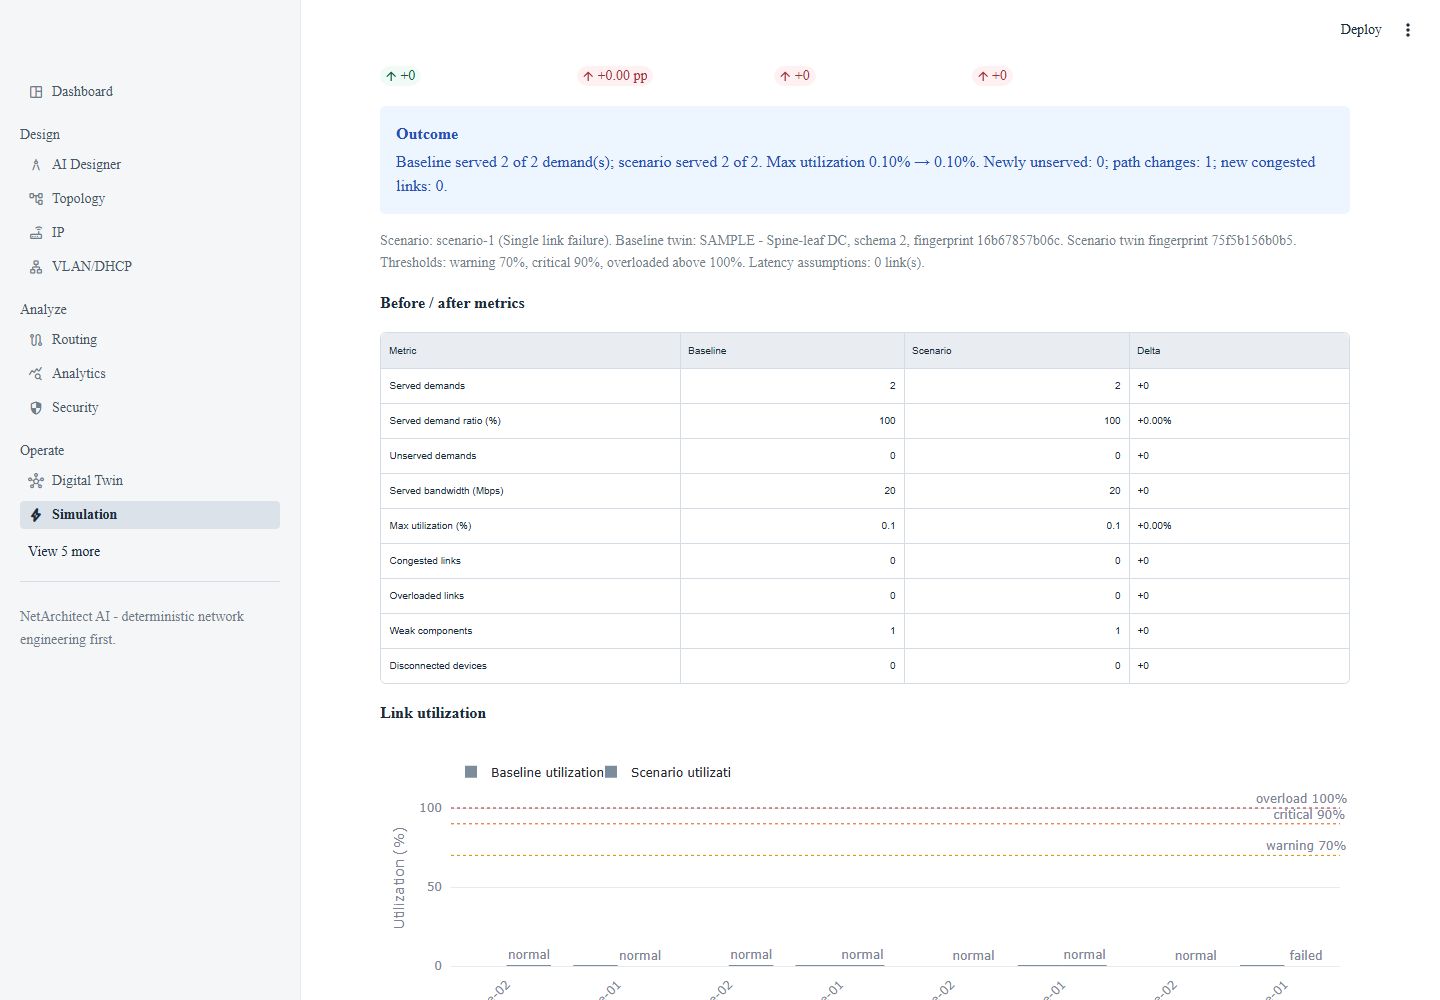 Deploy
Dashboard
Design
AI Designer
Topology
IP
VLAN/DHCP
Analyze
Routing
Analytics
Security
Operate
Digital Twin
Simulation
View 5 more
NetArchitect AI - deterministic network
engineering first.
+0 +0.00 pp +0 +0
Outcome
Baseline served 2 of 2 demand(s); scenario served 2 of 2. Max utilization 0.10% → 0.10%. Newly unserved: 0; path changes: 1; new congested
links: 0.
Scenario: scenario-1 (Single link failure). Baseline twin: SAMPLE - Spine-leaf DC, schema 2, fingerprint 16b67857b06c. Scenario twin fingerprint 75f5b156b0b5.
Thresholds: warning 70%, critical 90%, overloaded above 100%. Latency assumptions: 0 link(s).
Before / after metrics
Metric Baseline Scenario Delta
Served demands 2 2 +0
Served demand ratio (%) 100 100 +0.00%
Unserved demands 0 0 +0
Served bandwidth (Mbps) 20 20 +0
Max utilization (%) 0.1 0.1 +0.00%
Congested links 0 0 +0
Overloaded links 0 0 +0
Weak components 1 1 +0
Disconnected devices 0 0 +0
Link utilization
Baseline utilization Scenario utilizati
overload 100%
100
critical 90%
warning 70%
Utilization (%)
50
normal normal normal normal normal normal normal failed
0
e-02 e-01 e-02 e-01 e-02 e-01 e-02 e-01